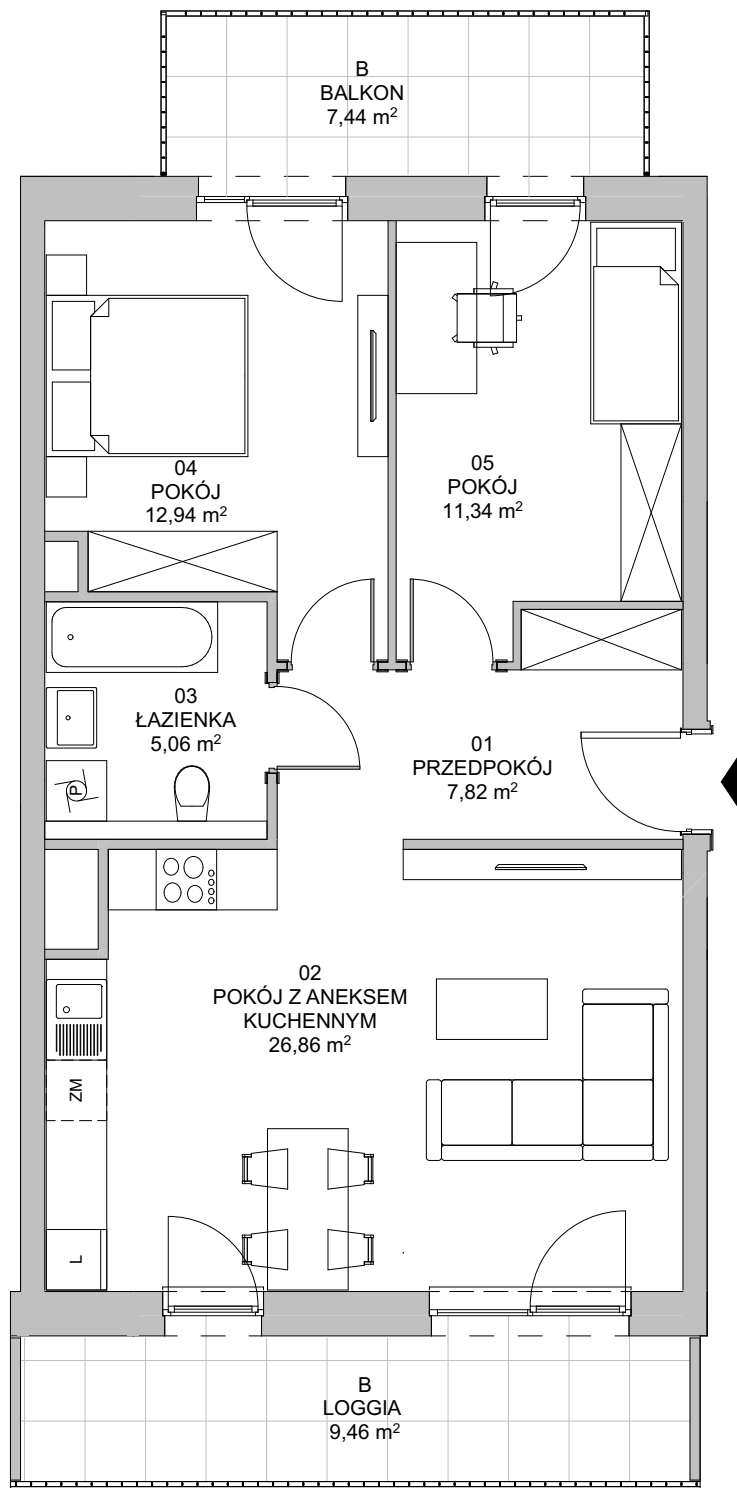 B
BALKON
7,44 m²
04
POKÓJ
12,94 m²
05
POKÓJ
11,34 m²
03
ŁAZIENKA
5,06 m²
P
01
PRZEDPOKÓJ
7,82 m²
02
POKÓJ Z ANEKSEM
KUCHENNYM
26,86 m²
ZM
L
B
LOGGIA
9,46 m²